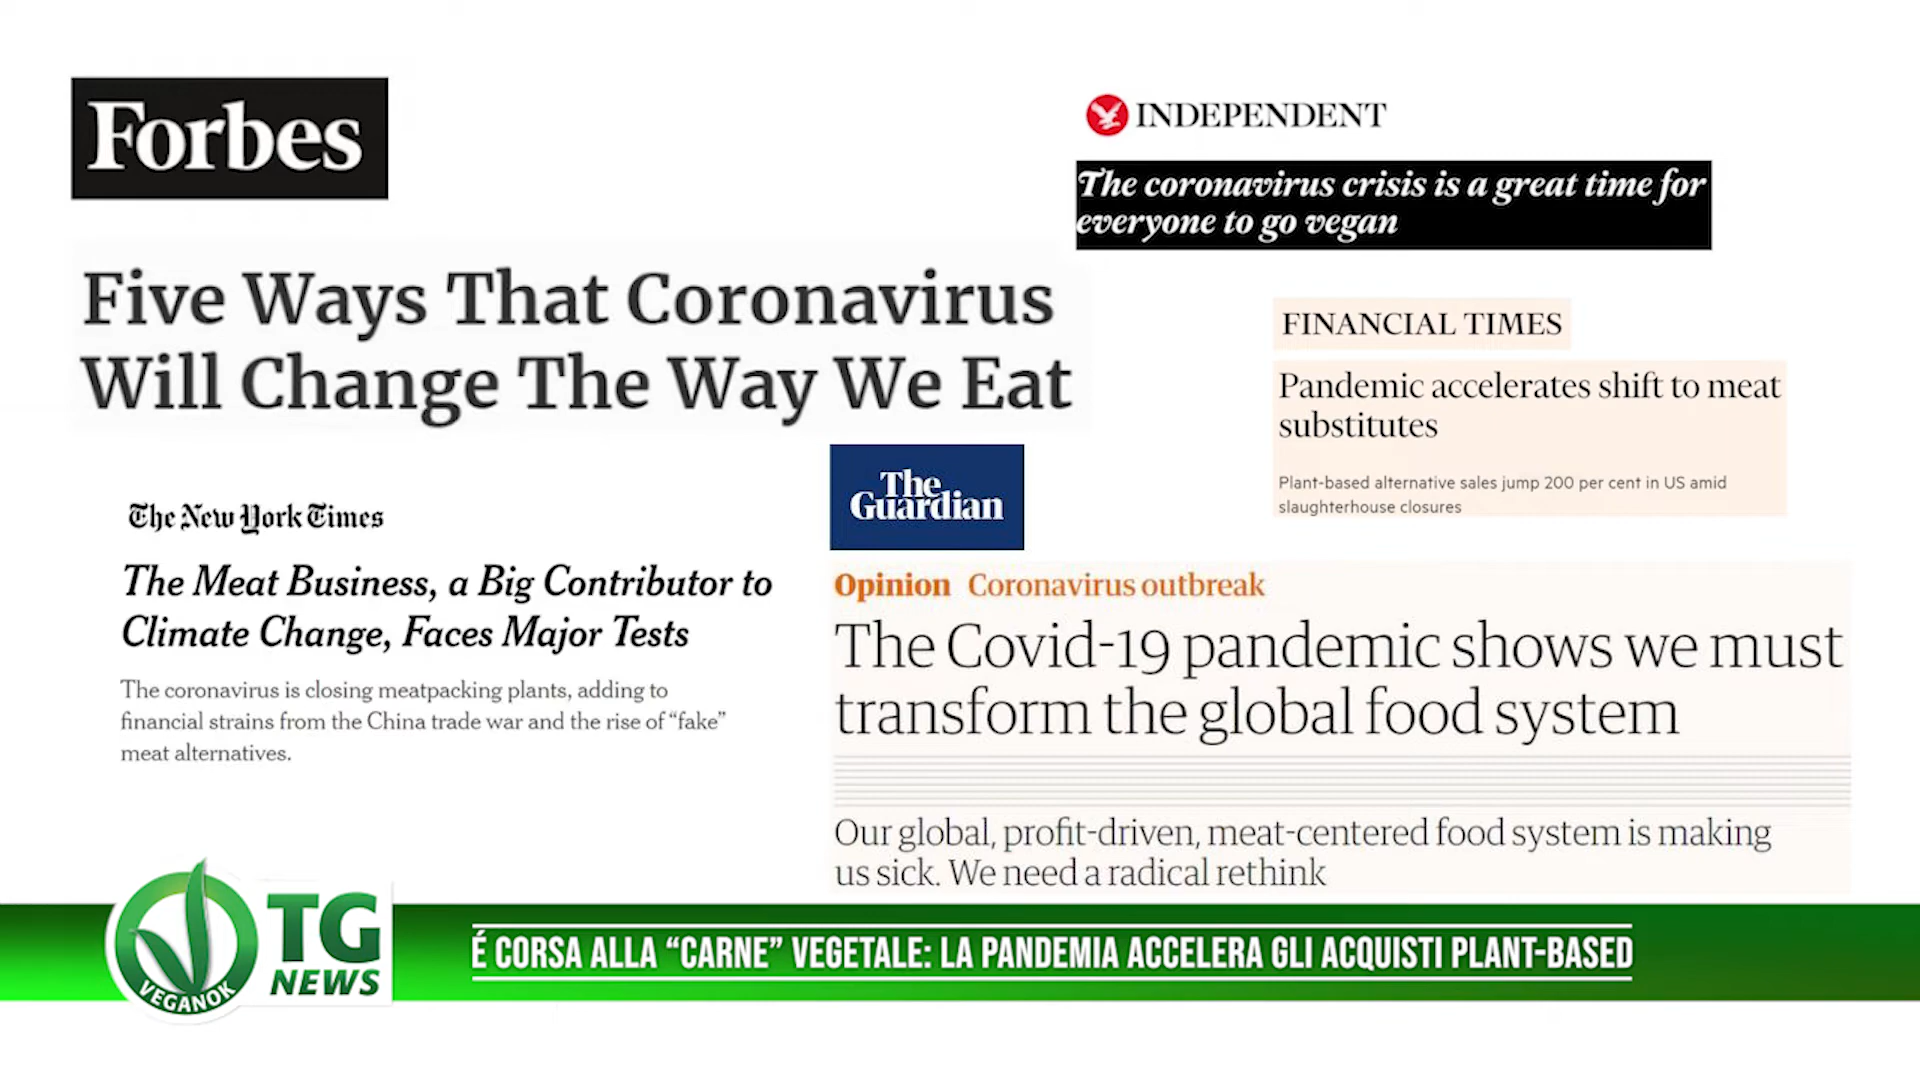 Forbes
Five Ways That Coronavirus
Will Change The Way We Eat
INDEPENDENT
The coronavirus crisis is a great time for
everyone to go vegan
FINANCIAL TIMES
Pandemic accelerates shift to meat
substitutes
Plant-based alternative sales jump 200 per cent in US amid
slaughterhouse closures
The New York Times
The Meat Business, a Big Contributor to
Climate Change, Faces Major Tests
The coronavirus is closing meatpacking plants, adding to
financial strains from the China trade war and the rise of “fake”
meat alternatives.
The
Guardian
Opinion Coronavirus outbreak
The Covid-19 pandemic shows we must
transform the global food system
Our global, profit-driven, meat-centered food system is making
us sick. We need a radical rethink
VEGANOK
TG
NEWS
É CORSA ALLA “CARNE” VEGETALE: LA PANDEMIA ACCELERA GLI ACQUISTI PLANT-BASED